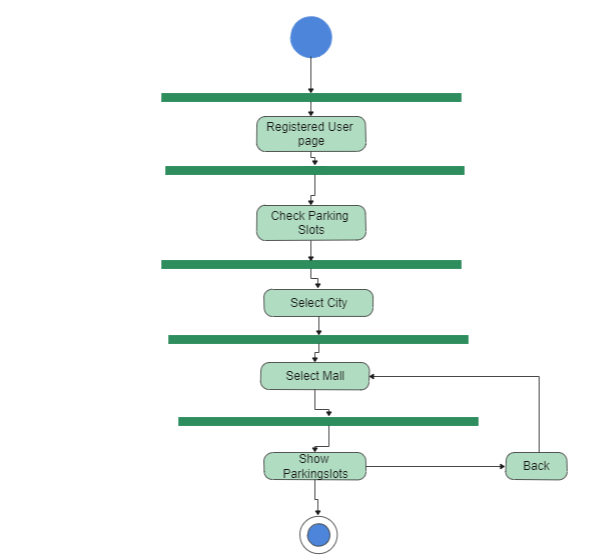 Registered User
page
Check Parking
Slots
Select City
Select Mall
Show
Parkingslots
Back